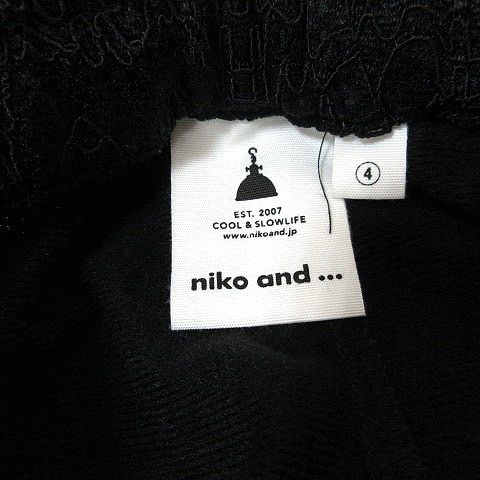 EST. 2007
COOL & SLOWLIFE
www.nikoand.jp
niko and ...
4